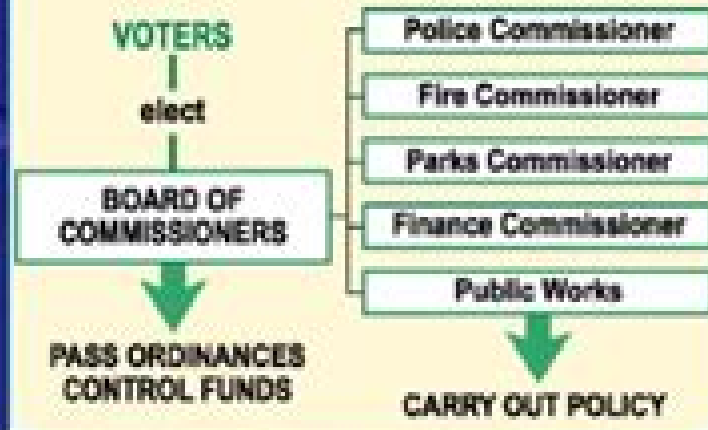 VOTERS
elect
BOARD OF
COMMISSIONERS
PASS ORDINANCES
CONTROL FUNDS
Police Commissioner
Fire Commissioner
Parks Commissioner
Finance Commissioner
Public Works
CARRY OUT POLICY